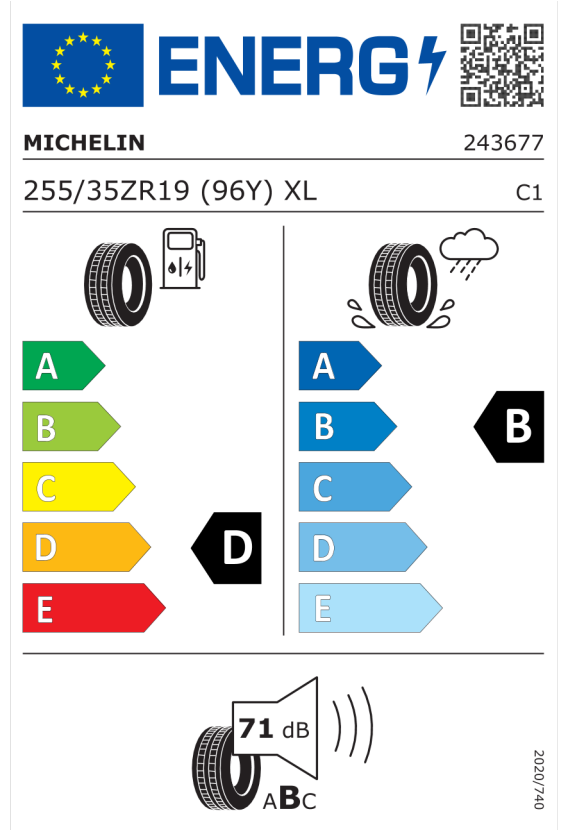 ENERG
MICHELIN 243677
255/35ZR19 (96Y) XL C1
A A
B B B
C C
D D D
E E
71 dB
ABC
2020/740